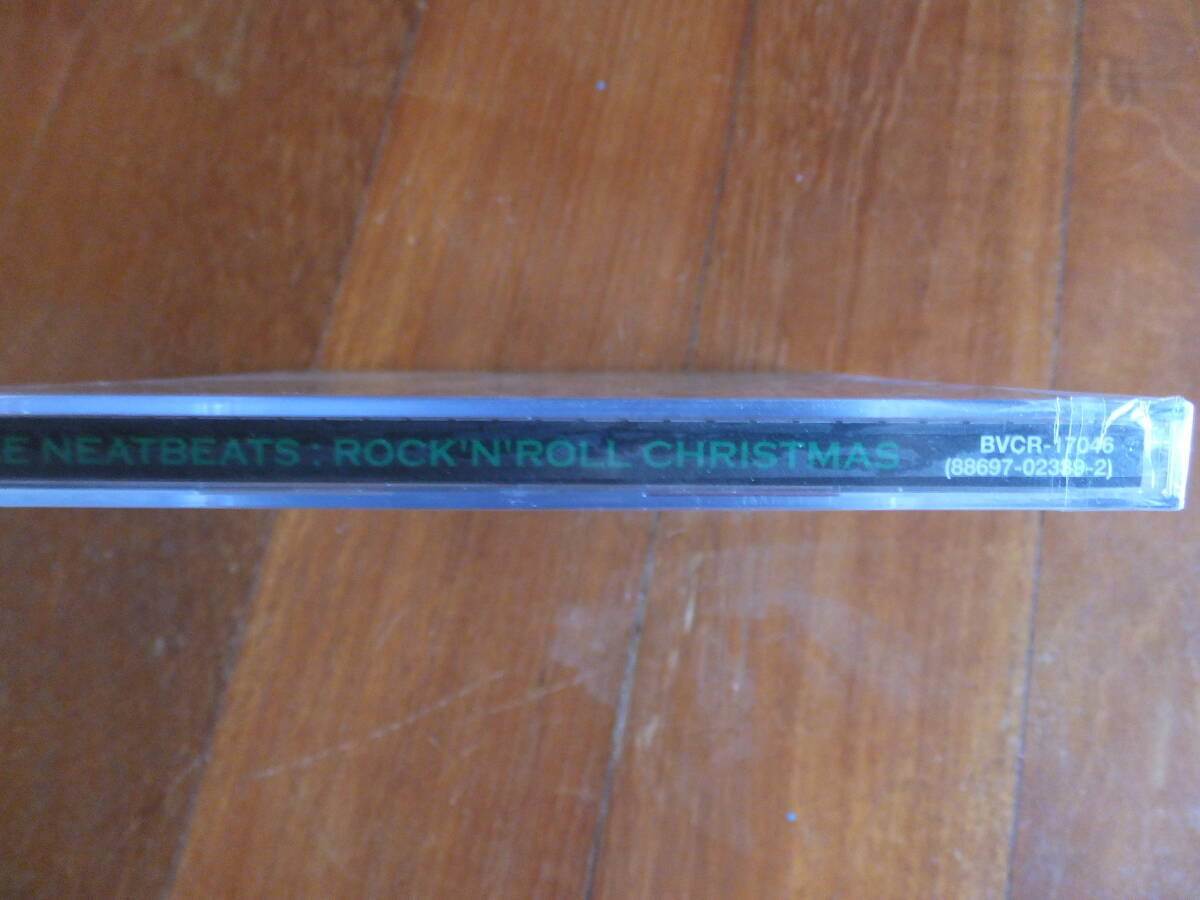 E NEATBEATS : ROCK'N'ROLL CHRISTMAS
BVCR-17046
(88697-02389-2)